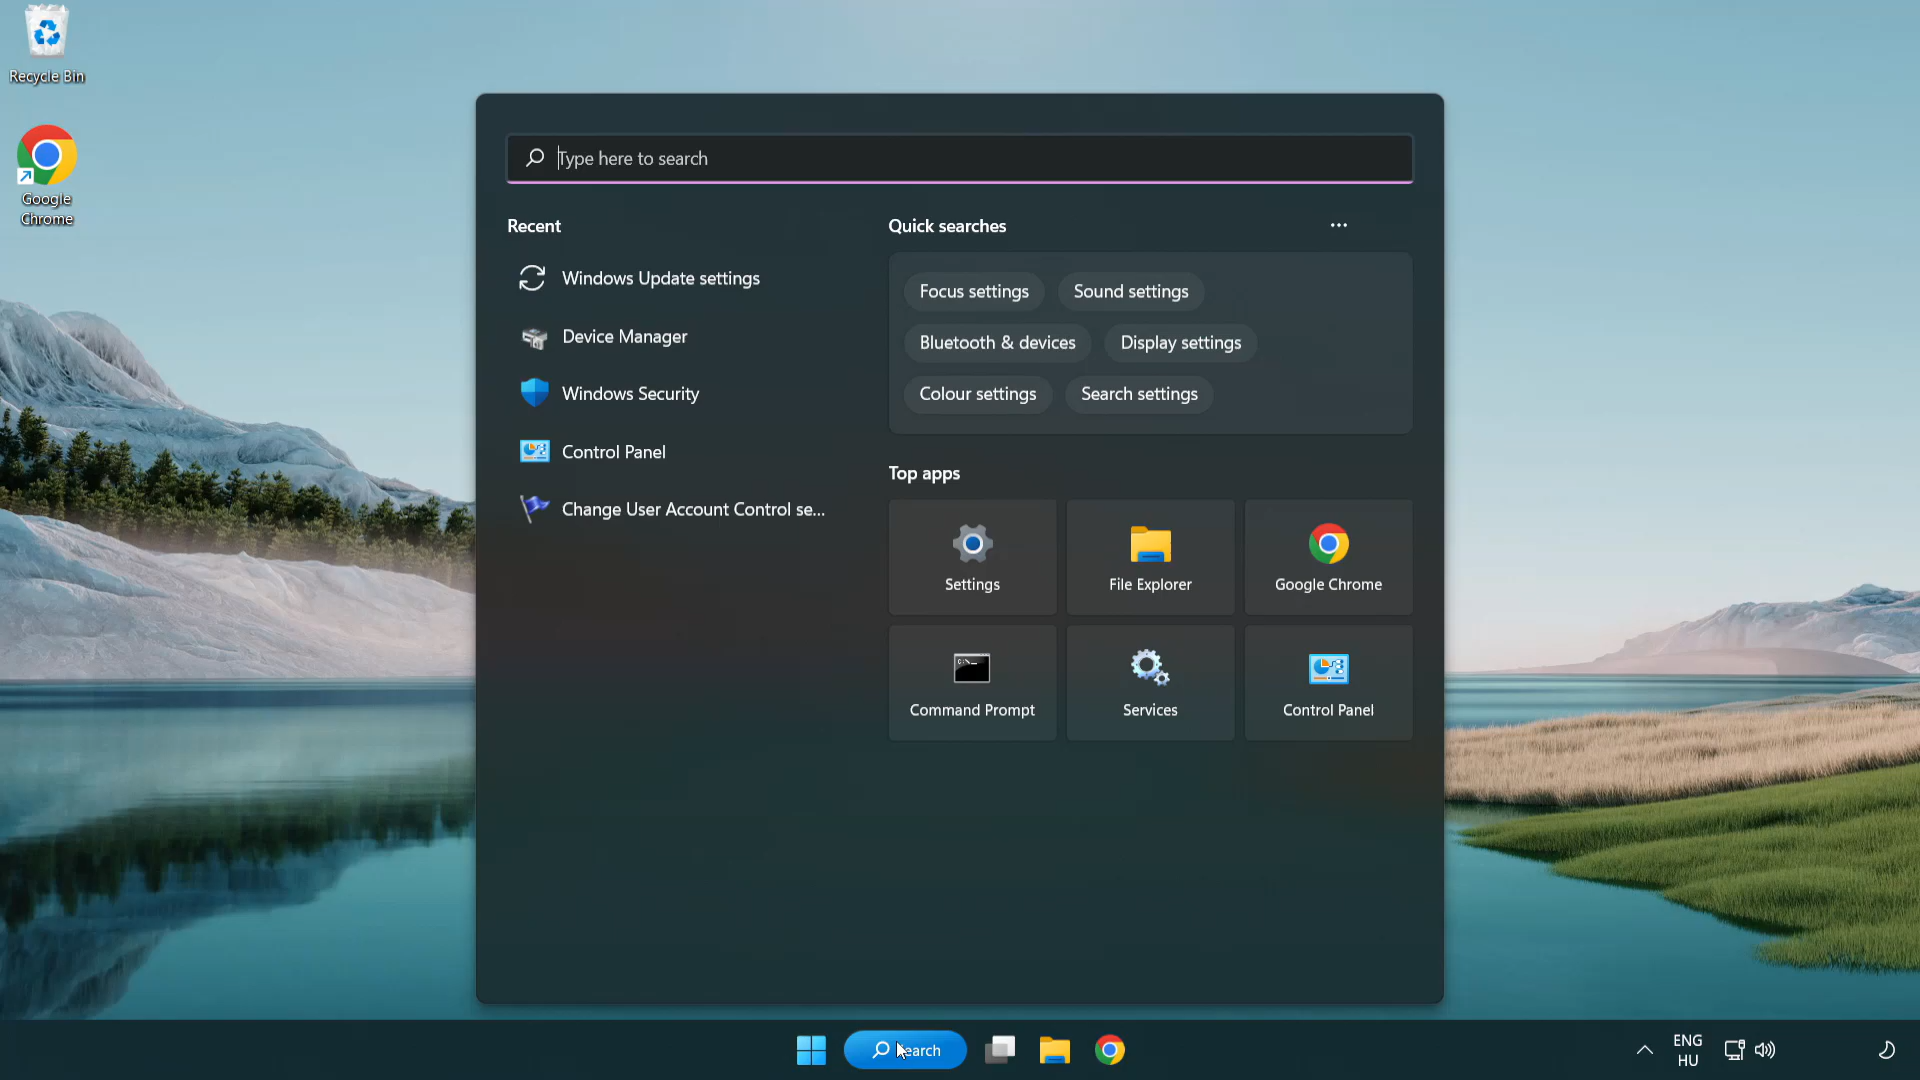 Recycle Bin
Google
Chrome
Type here to search
Recent
Windows Update settings
Device Manager
Windows Security
Control Panel
Change User Account Control se...
Quick searches
Focus settings
Sound settings
Bluetooth & devices
Display settings
Colour settings
Search settings
Top apps
Settings
File Explorer
Google Chrome
Command Prompt
Services
Control Panel
Search
ENG
HU